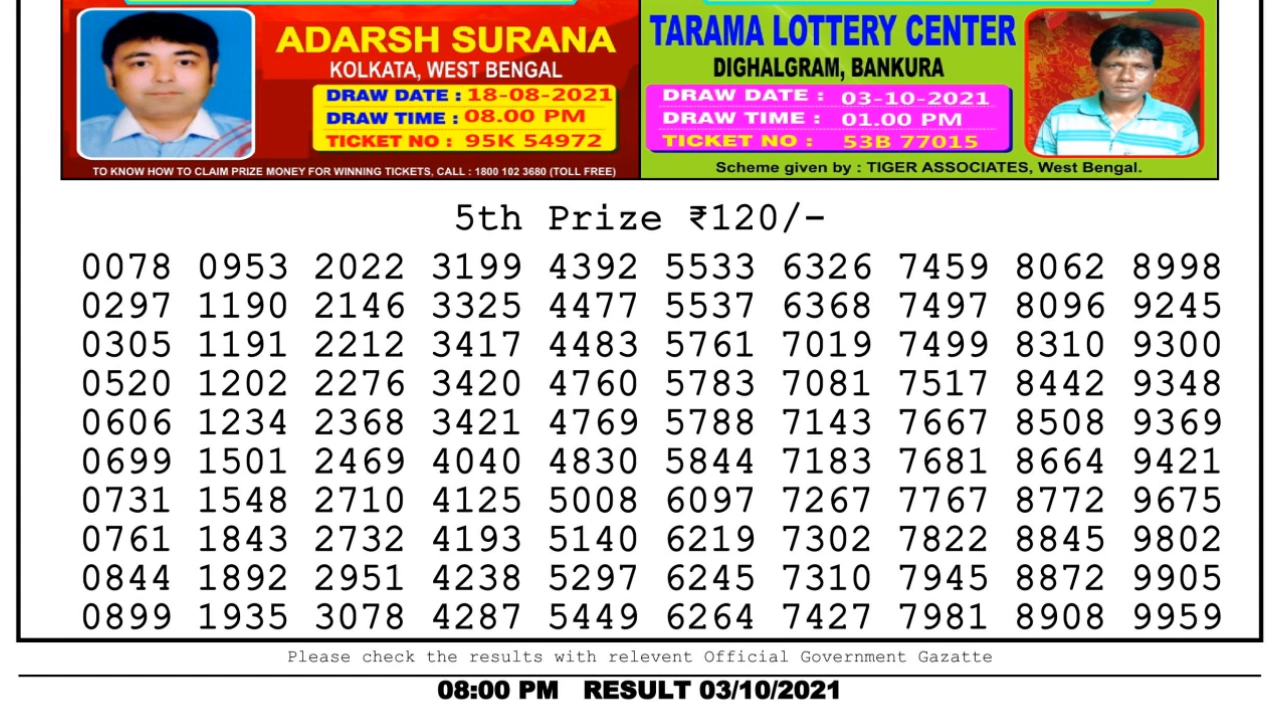 ADARSH SURANA
KOLKATA, WEST BENGAL
DRAW DATE : 18-08-2021
DRAW TIME : 08.00 PM
TICKET NO : 95K 54972
TO KNOW HOW TO CLAIM PRIZE MONEY FOR WINNING TICKETS, CALL : 1800 102 3680 (TOLL FREE)
TARAMA LOTTERY CENTER
DIGHALGRAM, BANKURA
DRAW DATE : 03-10-2021
DRAW TIME : 01.00 PM
TICKET NO : 53B 77015
Scheme given by : TIGER ASSOCIATES, West Bengal.
5th Prize ₹120/-
0078 0953 2022 3199 4392 5533 6326 7459 8062 8998
0297 1190 2146 3325 4477 5537 6368 7497 8096 9245
0305 1191 2212 3417 4483 5761 7019 7499 8310 9300
0520 1202 2276 3420 4760 5783 7081 7517 8442 9348
0606 1234 2368 3421 4769 5788 7143 7667 8508 9369
0699 1501 2469 4040 4830 5844 7183 7681 8664 9421
0731 1548 2710 4125 5008 6097 7267 7767 8772 9675
0761 1843 2732 4193 5140 6219 7302 7822 8845 9802
0844 1892 2951 4238 5297 6245 7310 7945 8872 9905
0899 1935 3078 4287 5449 6264 7427 7981 8908 9959
Please check the results with relevent Official Government Gazatte
08:00 PM RESULT 03/10/2021